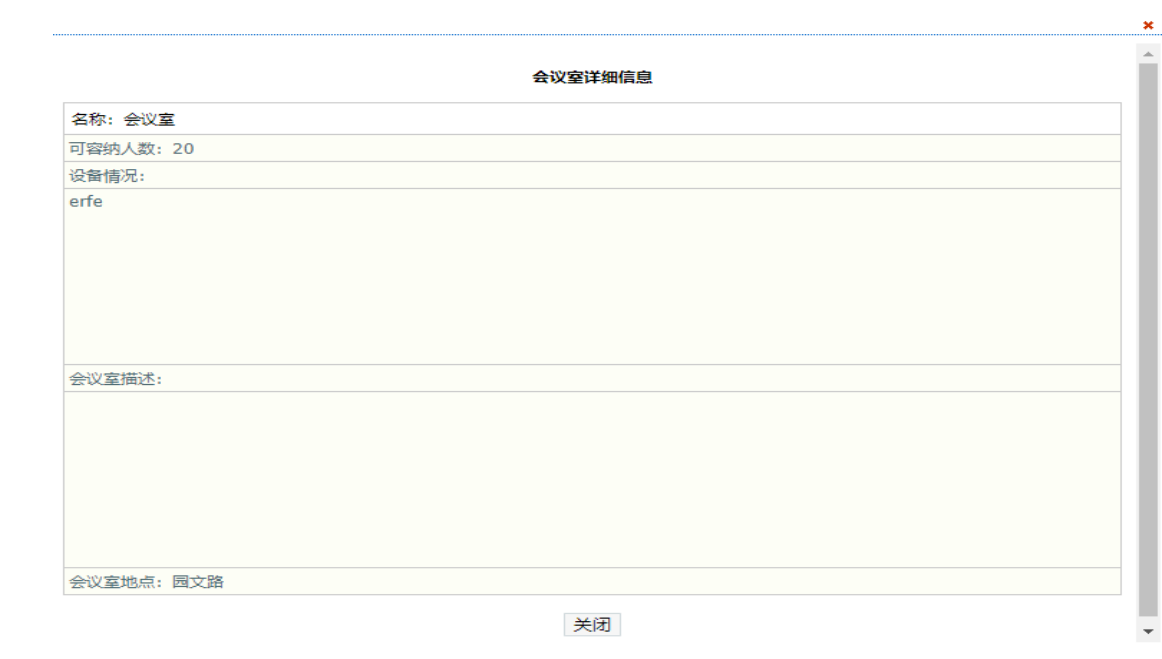 会议室详细信息
名称：会议室
可容纳人数：20
设备情况：
erfe
会议室描述：
会议室地点：园文路
关闭